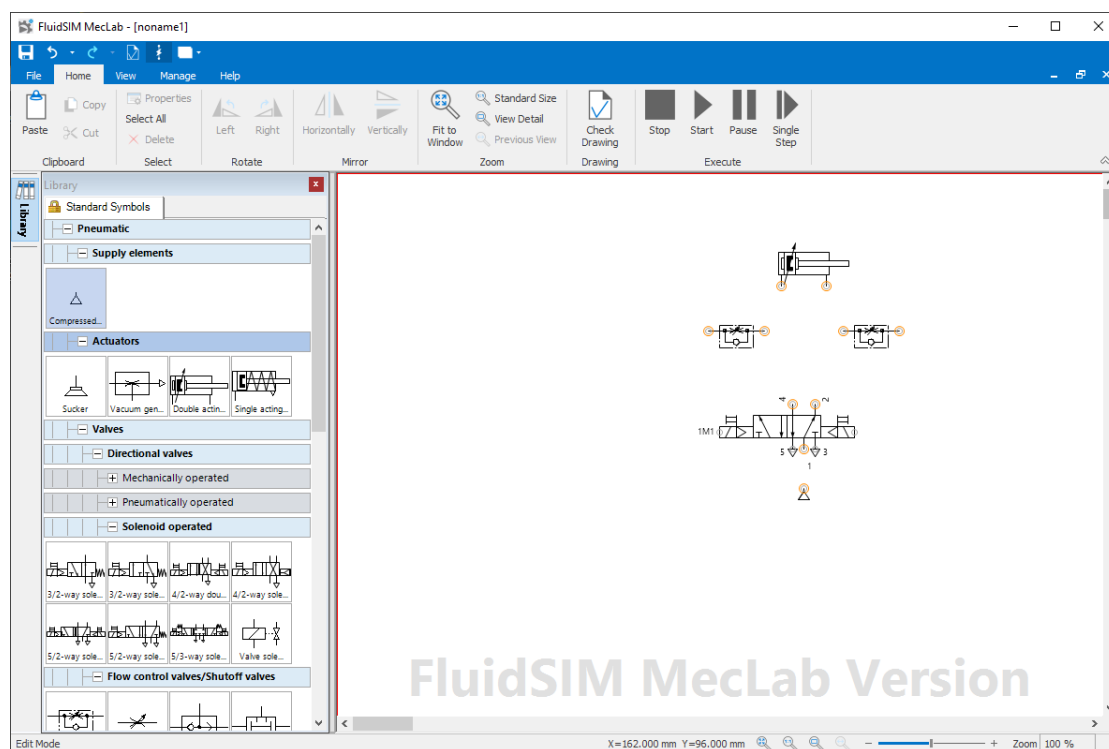 FluidSIM MecLab - [noname1]
File Home View Manage Help
Paste
Copy
Cut
Clipboard
Properties
Select All
Delete
Select
Left Right
Rotate
Horizontally Vertically
Mirror
Fit to
Window
Standard Size
View Detail
Previous View
Zoom
Check
Drawing
Drawing
Stop Start Pause Single
Step
Execute
Library
Library
Standard Symbols
Pneumatic
Supply elements
Compressed...
Actuators
Sucker Vacuum gen... Double actin... Single acting...
Valves
Directional valves
Mechanically operated
Pneumatically operated
Solenoid operated
3/2-way sole... 3/2-way sole... 4/2-way dou... 4/2-way sole...
5/2-way sole... 5/2-way sole... 5/3-way sole... Valve sole...
Flow control valves/Shutoff valves
4 2
1M1
5 3
1
FluidSIM MecLab Version
Edit Mode
X=162.000 mm Y=96.000 mm
Zoom 100 %